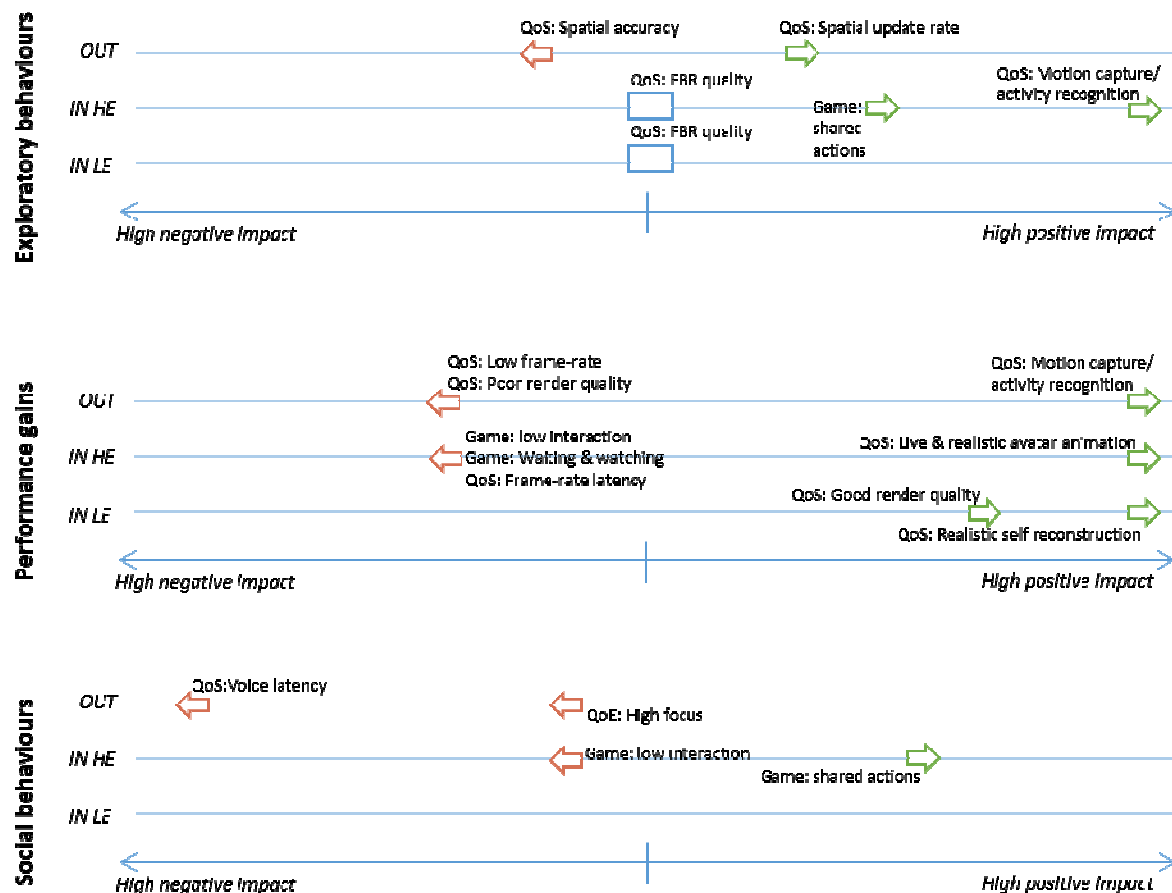 Exploratory behaviours
QoS: Spatial accuracy
QoS: Spatial update rate
OUT
QoS: FBR quality
QoS: Motion capture/
activity recognition
IN HE
Game:
shared
actions
QoS: FBR quality
IN LE
High negative impact
High positive impact
Performance gains
QoS: Low frame-rate
QoS: Poor render quality
QoS: Motion capture/
activity recognition
OUT
Game: low interaction
Game: Waiting & watching
QoS: Frame-rate latency
IN HE
QoS: Live & realistic avatar animation
QoS: Good render quality
IN LE
QoS: Realistic self reconstruction
High negative impact
High positive impact
Social behaviours
QoS:Voice latency
OUT
QoE: High focus
IN HE
Game: low interaction
Game: shared actions
IN LE
High negative impact
High positive impact